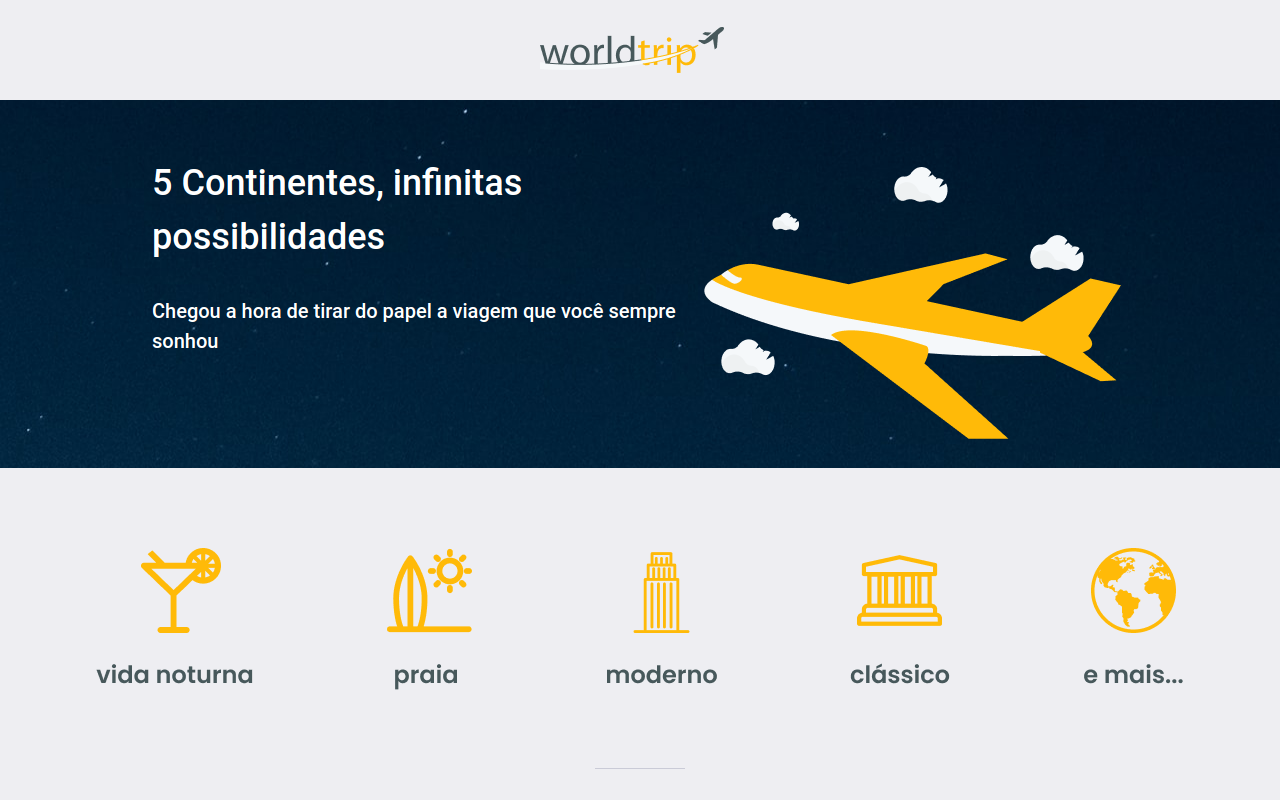 worldtrip
5 Continentes, infinitas
possibilidades
Chegou a hora de tirar do papel a viagem que você sempre
sonhou
vida noturna
praia
moderno
clássico
e mais...